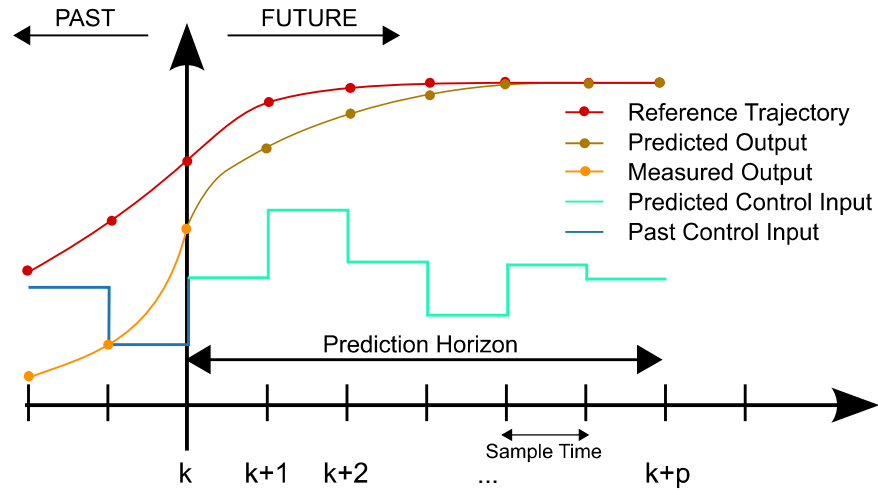 PAST
FUTURE
Reference Trajectory
Predicted Output
Measured Output
Predicted Control Input
Past Control Input
Prediction Horizon
Sample Time
k
k+1
k+2
...
k+p